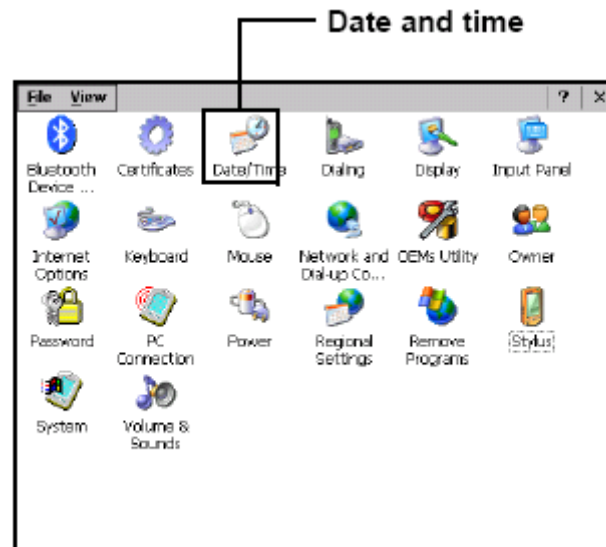 Date and time
File View ? ×
Bluetooth Certificates Date/Time Dialing Display Input Panel
Device ...
Internet Keyboard Mouse Network and OEMs Utility Owner
Options Dial-up Co...
Password PC Power Regional Remove Stylus
Connection Settings Programs
System Volume &
Sounds